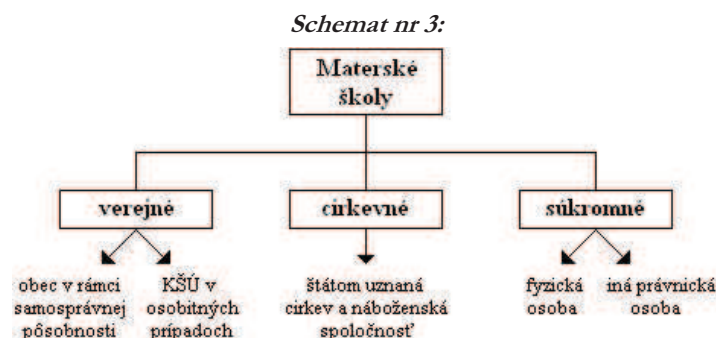 Schemat nr 3:
Materské
školy
verejné
cirkevné
súkromné
obec v rámci
samosprávnej
pôsobnosti
KŠÚ v
osobitných
prípadoch
štátom uznaná
cirkev a náboženská
spoločnosť
fyzická
osoba
iná právnická
osoba